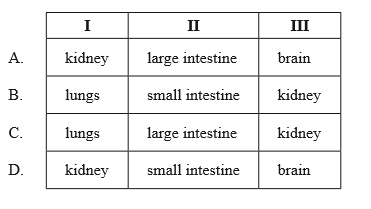 I II III
A. kidney large intestine brain
B. lungs small intestine kidney
C. lungs large intestine kidney
D. kidney small intestine brain